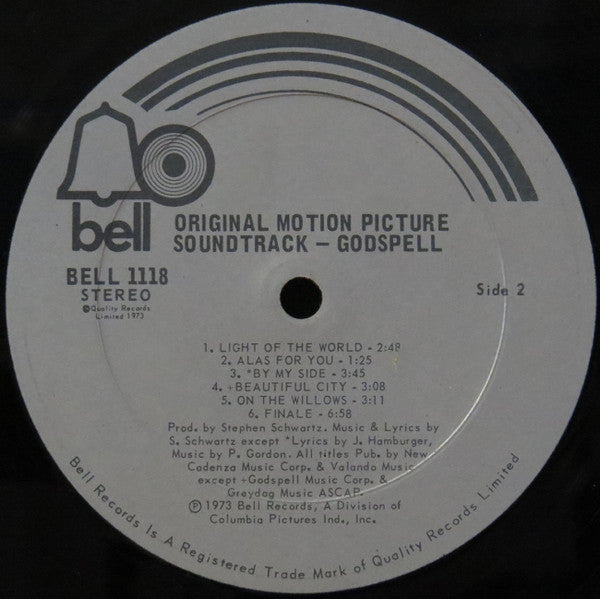 bell
ORIGINAL MOTION PICTURE
SOUNDTRACK — GODSPELL
BELL 1118
STEREO
©Quality Records
Limited 1973
Side 2
1. LIGHT OF THE WORLD - 2:48
2. ALAS FOR YOU - 1:25
3. *BY MY SIDE - 3:45
4. +BEAUTIFUL CITY - 3:08
5. ON THE WILLOWS - 3:11
6. FINALE - 6:58
Prod. by Stephen Schwartz. Music & Lyrics by
S. Schwartz except *Lyrics by J. Hamburger,
Music by P. Gordon. All titles Pub. by New
Cadenza Music Corp. & Valando Music
except +Godspell Music Corp. &
Greydog Music ASCAP.
℗ 1973 Bell Records, A Division of
Columbia Pictures Ind., Inc.
Bell Records Is A Registered Trade Mark of Quality Records Limited